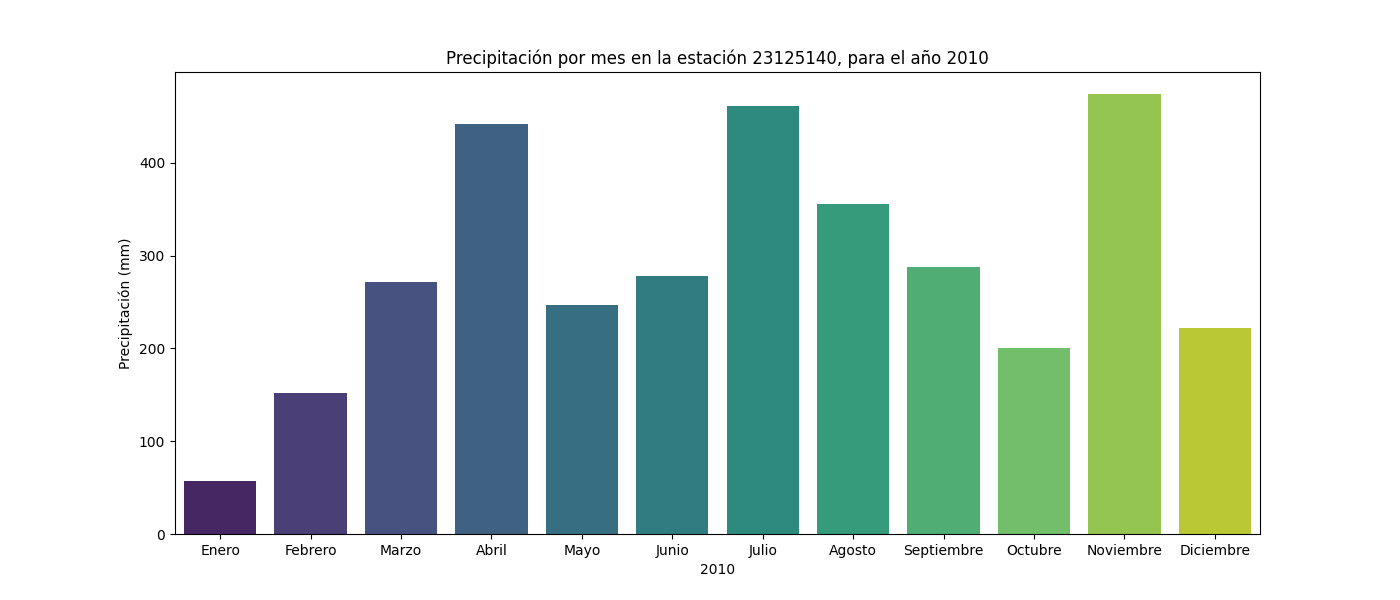 Precipitación por mes en la estación 23125140, para el año 2010
Precipitación (mm)
400
300
200
100
0
Enero Febrero Marzo Abril Mayo Junio Julio Agosto Septiembre Octubre Noviembre Diciembre
2010